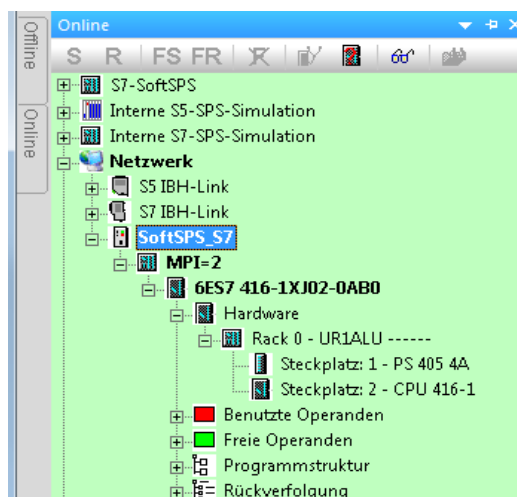 Online
Offline
Online
S R FS FR
S7-SoftSPS
Interne S5-SPS-Simulation
Interne S7-SPS-Simulation
Netzwerk
S5 IBH-Link
S7 IBH-Link
SoftSPS_S7
MPI=2
6ES7 416-1XJ02-0AB0
Hardware
Rack 0 - UR1ALU ------
Steckplatz: 1 - PS 405 4A
Steckplatz: 2 - CPU 416-1
Benutzte Operanden
Freie Operanden
Programmstruktur
Rückverfolgung